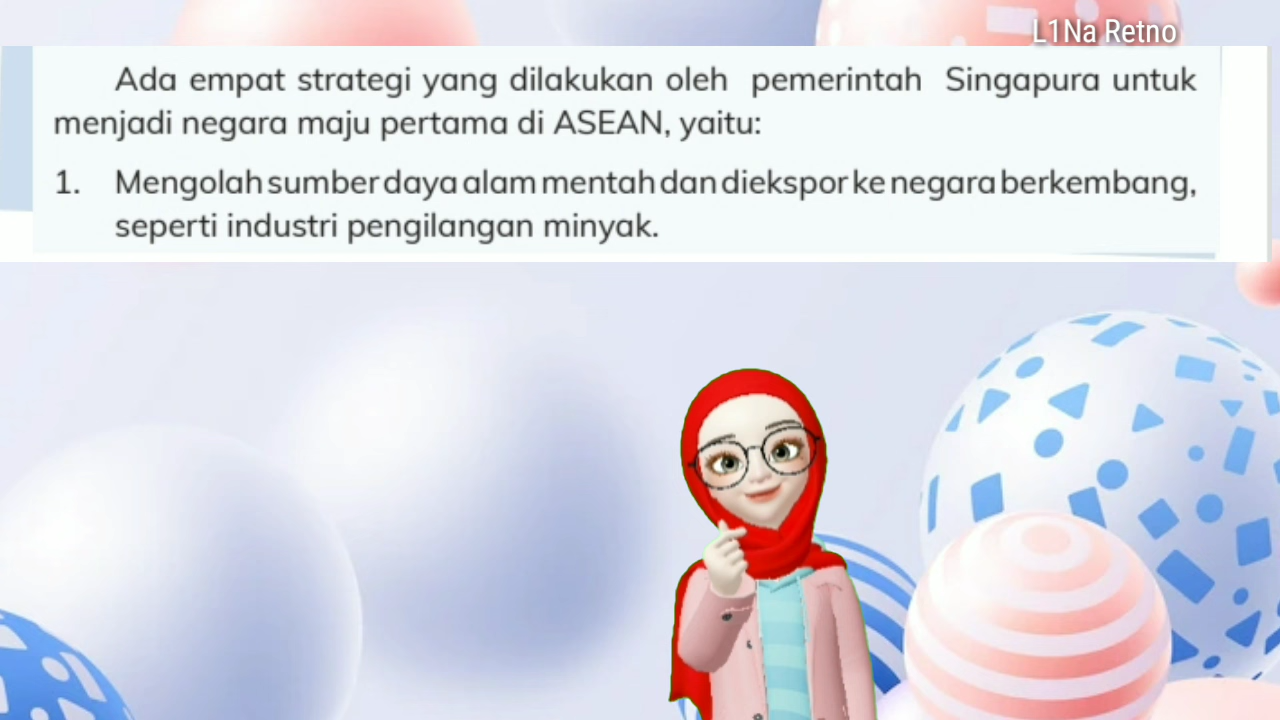 L1Na Retno
Ada empat strategi yang dilakukan oleh pemerintah Singapura untuk
menjadi negara maju pertama di ASEAN, yaitu:
1. Mengolah sumber daya alam mentah dan diekspor ke negara berkembang,
seperti industri pengilangan minyak.